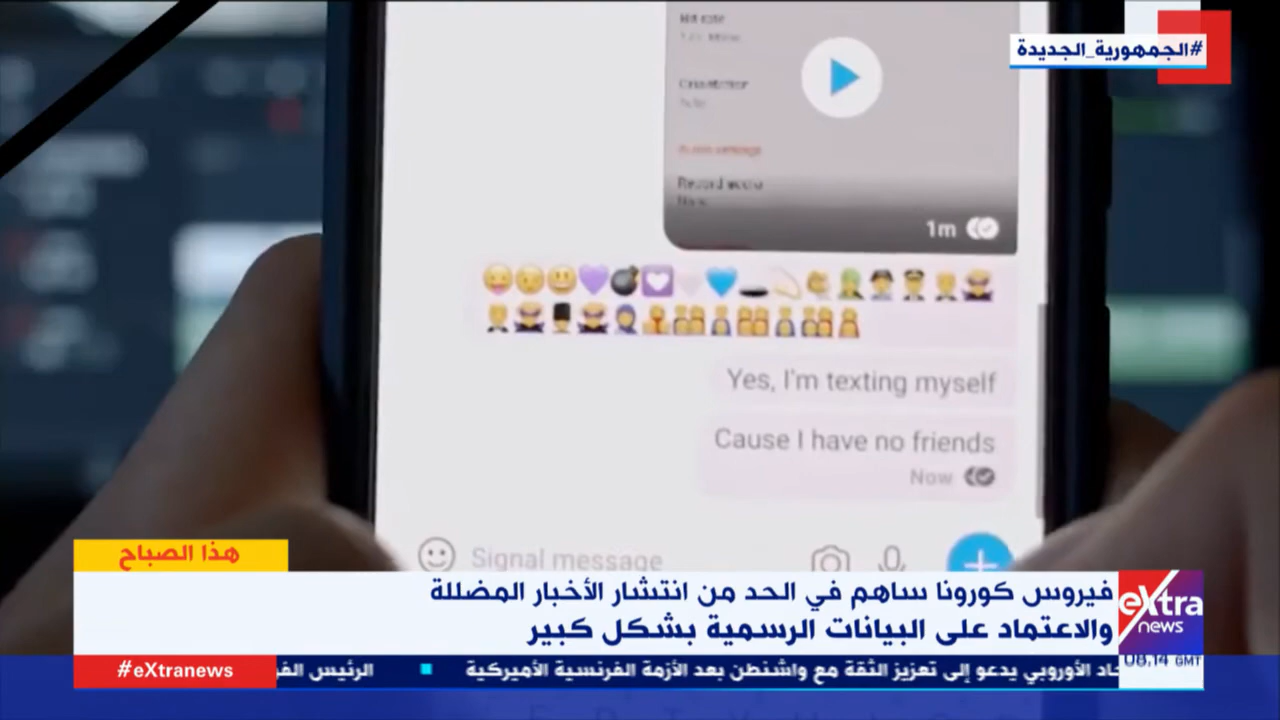 #الجمهورية_الجديدة
1m
Yes, I'm texting myself
Cause I have no friends
Now
Signal message
هذا الصباح
فيروس كورونا ساهم في الحد من انتشار الأخبار المضللة
والاعتماد على البيانات الرسمية بشكل كبير
eXtra
news
08:14 GMT
الأوروبي يدعو إلى تعزيز الثقة مع واشنطن بعد الأزمة الفرنسية الأميركية
الرئيس
#eXtranews